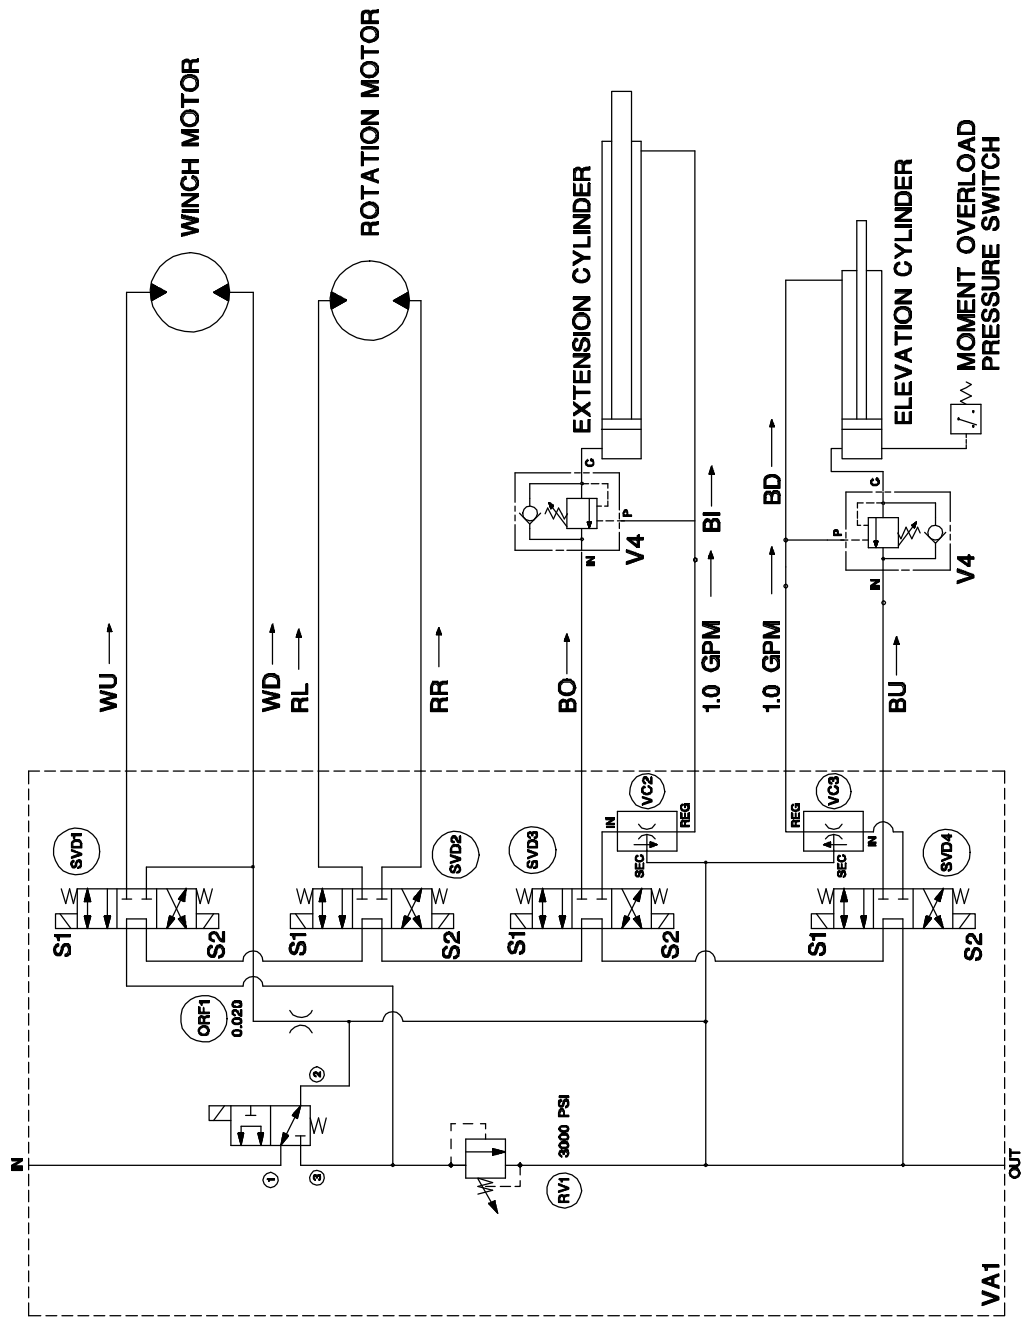 WINCH MOTOR
ROTATION MOTOR
EXTENSION CYLINDER
ELEVATION CYLINDER
MOMENT OVERLOAD
PRESSURE SWITCH
WU
WD
RL
RR
BO
1.0 GPM
BI
1.0 GPM
BD
BU
IN
C
P
V4
IN
C
P
V4
SVD1
S1
S2
SVD2
S1
S2
SVD3
S1
S2
VC2
IN
REG
SEC
VC3
REG
IN
SEC
SVD4
S1
S2
ORF1
0.020
1
2
3
IN
RV1
3000 PSI
OUT
VA1